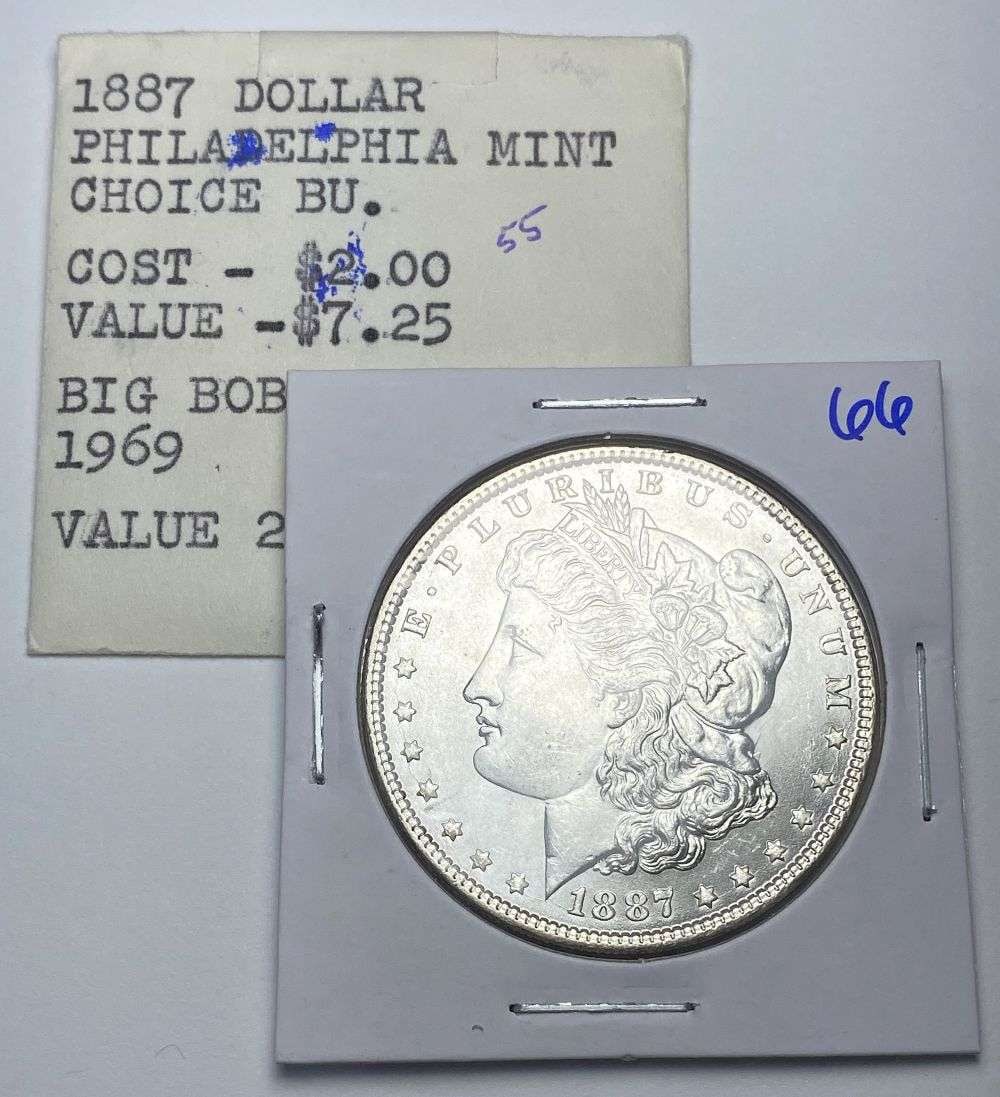 1887 DOLLAR
PHILADELPHIA MINT
CHOICE BU.
55
COST - $2.00
VALUE -$7.25
BIG BOB
1969
VALUE 2
66
E·PLURIBUS·UNUM
LIBERTY
1887